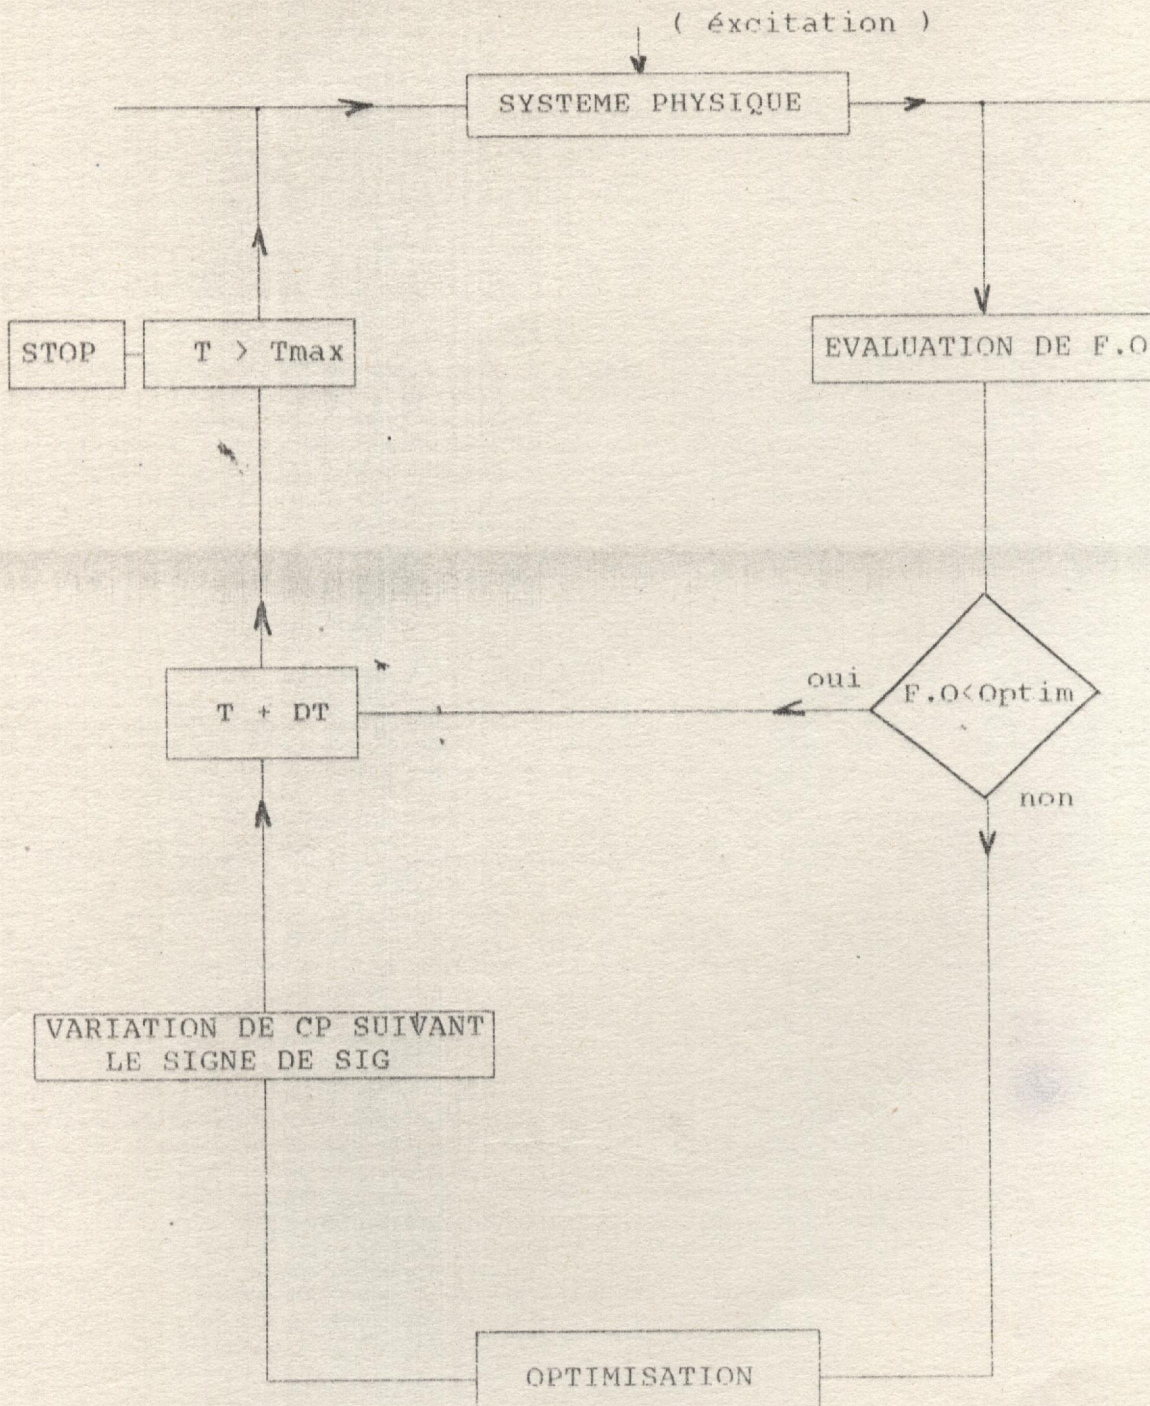 ( éxcitation )
SYSTEME PHYSIQUE
STOP
T > Tmax
EVALUATION DE F.O
oui
F.O<Optim
T + DT
non
VARIATION DE CP SUIVANT
LE SIGNE DE SIG
OPTIMISATION